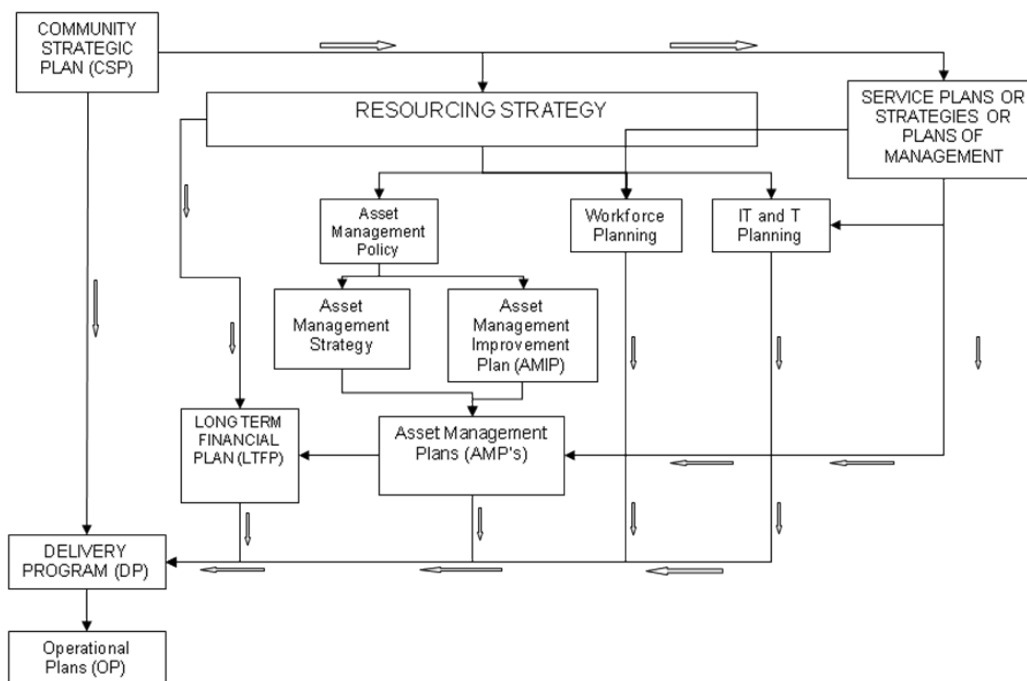 COMMUNITY
STRATEGIC
PLAN (CSP)
RESOURCING STRATEGY
SERVICE PLANS OR
STRATEGIES OR
PLANS OF
MANAGEMENT
Asset
Management
Policy
Workforce
Planning
IT and T
Planning
Asset
Management
Strategy
Asset
Management
Improvement
Plan (AMIP)
LONG TERM
FINANCIAL
PLAN (LTFP)
Asset Management
Plans (AMP's)
DELIVERY
PROGRAM (DP)
Operational
Plans (OP)